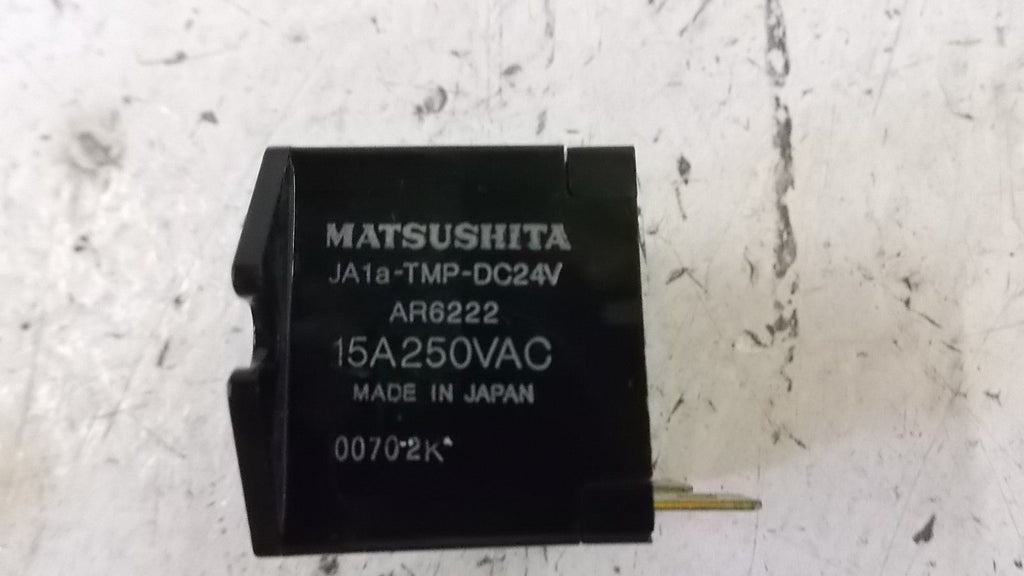 MATSUSHITA
JA1a-TMP-DC24V
AR6222
15A250VAC
MADE IN JAPAN
0070-2K